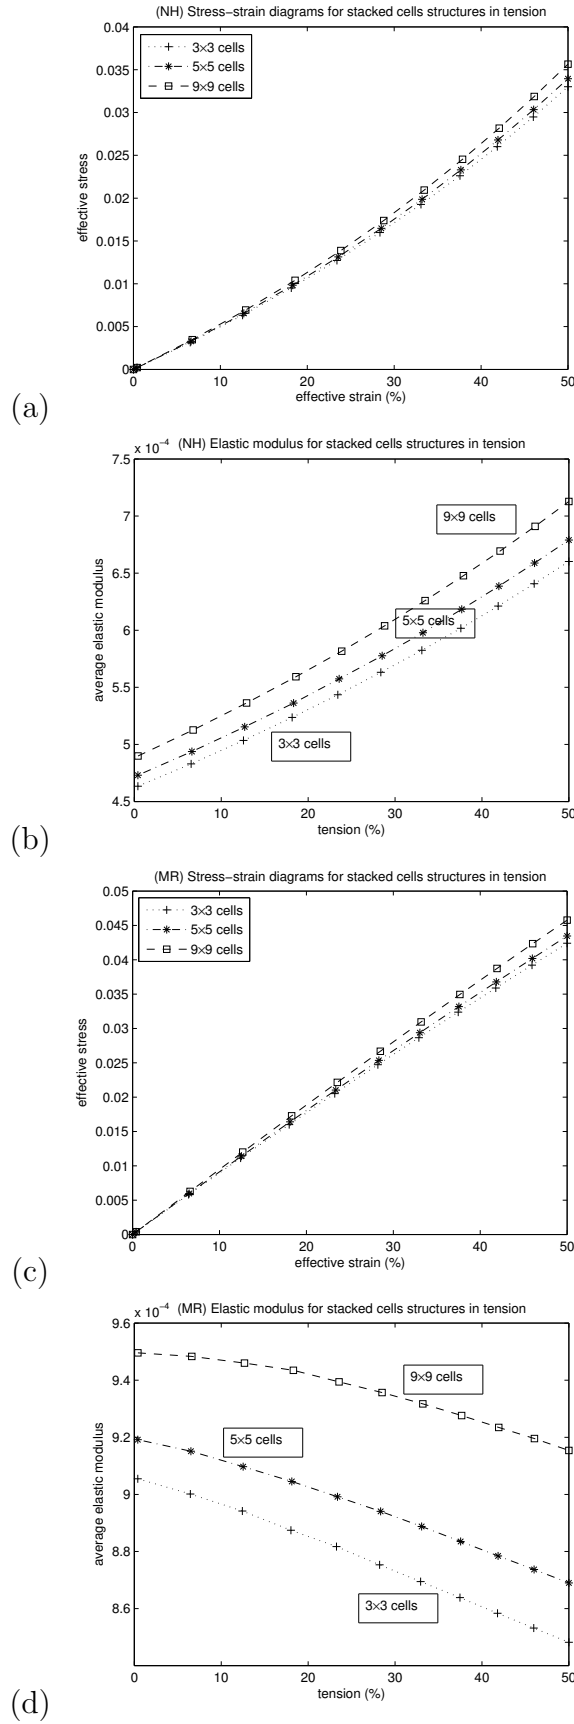 (NH) Stress−strain diagrams for stacked cells structures in tension
0.04
0.035
0.03
0.025
0.02
0.015
0.01
0.005
0
effective stress
3×3 cells
5×5 cells
9×9 cells
0 10 20 30 40 50
effective strain (%)
(a)
x 10⁻⁴
(NH) Elastic modulus for stacked cells structures in tension
7.5
7
6.5
6
5.5
5
4.5
average elastic modulus
9×9 cells
5×5 cells
3×3 cells
0 10 20 30 40 50
tension (%)
(b)
(MR) Stress−strain diagrams for stacked cells structures in tension
0.05
0.045
0.04
0.035
0.03
0.025
0.02
0.015
0.01
0.005
0
effective stress
3×3 cells
5×5 cells
9×9 cells
0 10 20 30 40 50
effective strain (%)
(c)
x 10⁻⁴
(MR) Elastic modulus for stacked cells structures in tension
9.6
9.4
9.2
9
8.8
8.6
average elastic modulus
9×9 cells
5×5 cells
3×3 cells
0 10 20 30 40 50
tension (%)
(d)